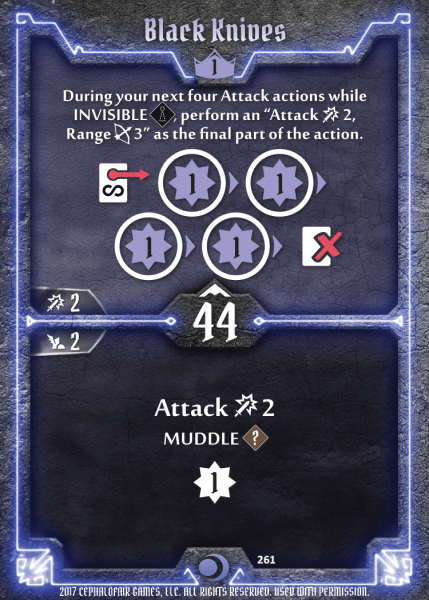 Black Knives
1
During your next four Attack actions while
INVISIBLE, perform an “Attack 2,
Range 3” as the final part of the action.
S 1 1
1 1
2
44
2
Attack 2
MUDDLE ?
1
261
2017 CEPHALOFAIR GAMES, LLC. ALL RIGHTS RESERVED. USED WITH PERMISSION.